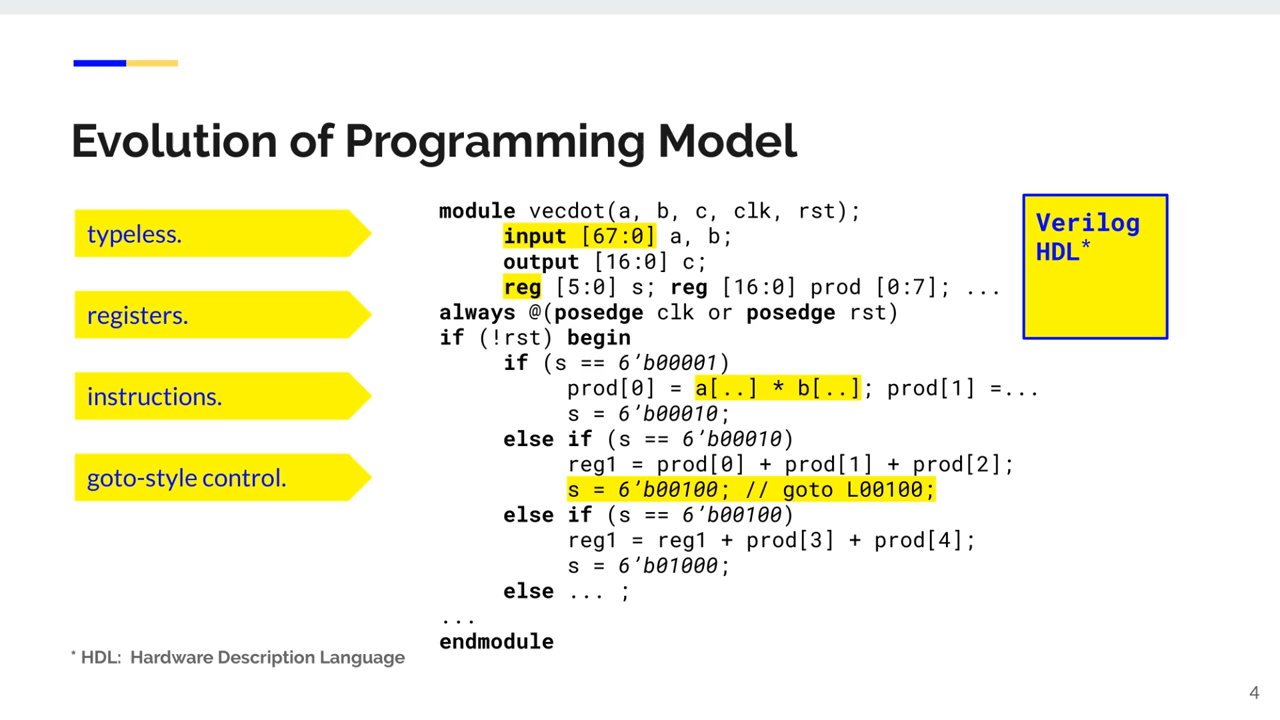 Evolution of Programming Model
typeless.
registers.
instructions.
goto-style control.
module vecdot(a, b, c, clk, rst);
input [67:0] a, b;
output [16:0] c;
reg [5:0] s; reg [16:0] prod [0:7]; ...
always @(posedge clk or posedge rst)
if (!rst) begin
if (s == 6’b00001)
prod[0] = a[..] * b[..]; prod[1] =...
s = 6’b00010;
else if (s == 6’b00010)
reg1 = prod[0] + prod[1] + prod[2];
s = 6’b00100; // goto L00100;
else if (s == 6’b00100)
reg1 = reg1 + prod[3] + prod[4];
s = 6’b01000;
else ... ;
...
endmodule
Verilog
HDL*
* HDL: Hardware Description Language
4